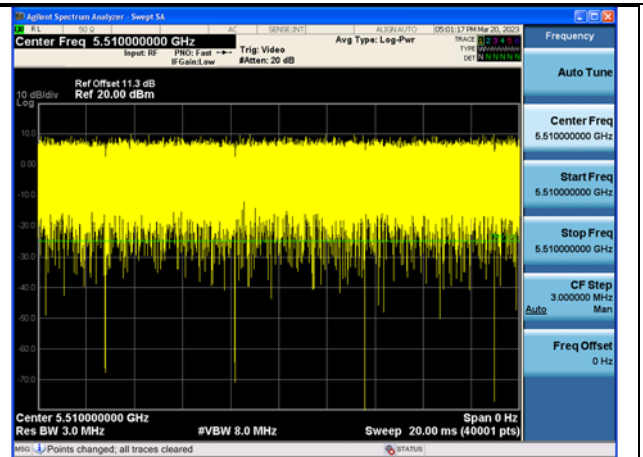 Agilent Spectrum Analyzer - Swept SA
RL 50 Ω AC SENSE:INT ALIGN AUTO 05:01:17 PM Mar 20, 2023
Center Freq 5.510000000 GHz
Input: RF PNO: Fast
IFGain:Low
Trig: Video
#Atten: 20 dB
Avg Type: Log-Pwr
TRACE 1 2 3 4 5 6
TYPE
DET N N N N N N
Frequency
Auto Tune
Ref Offset 11.3 dB
10 dB/div Ref 20.00 dBm
Log
10.0
0.00
-10.0
-20.0
-30.0
-40.0
-50.0
-60.0
-70.0
Center Freq
5.510000000 GHz
Start Freq
5.510000000 GHz
Stop Freq
5.510000000 GHz
CF Step
3.000000 MHz
Auto Man
Freq Offset
0 Hz
Center 5.510000000 GHz Span 0 Hz
Res BW 3.0 MHz #VBW 8.0 MHz Sweep 20.00 ms (40001 pts)
MSG Points changed; all traces cleared STATUS